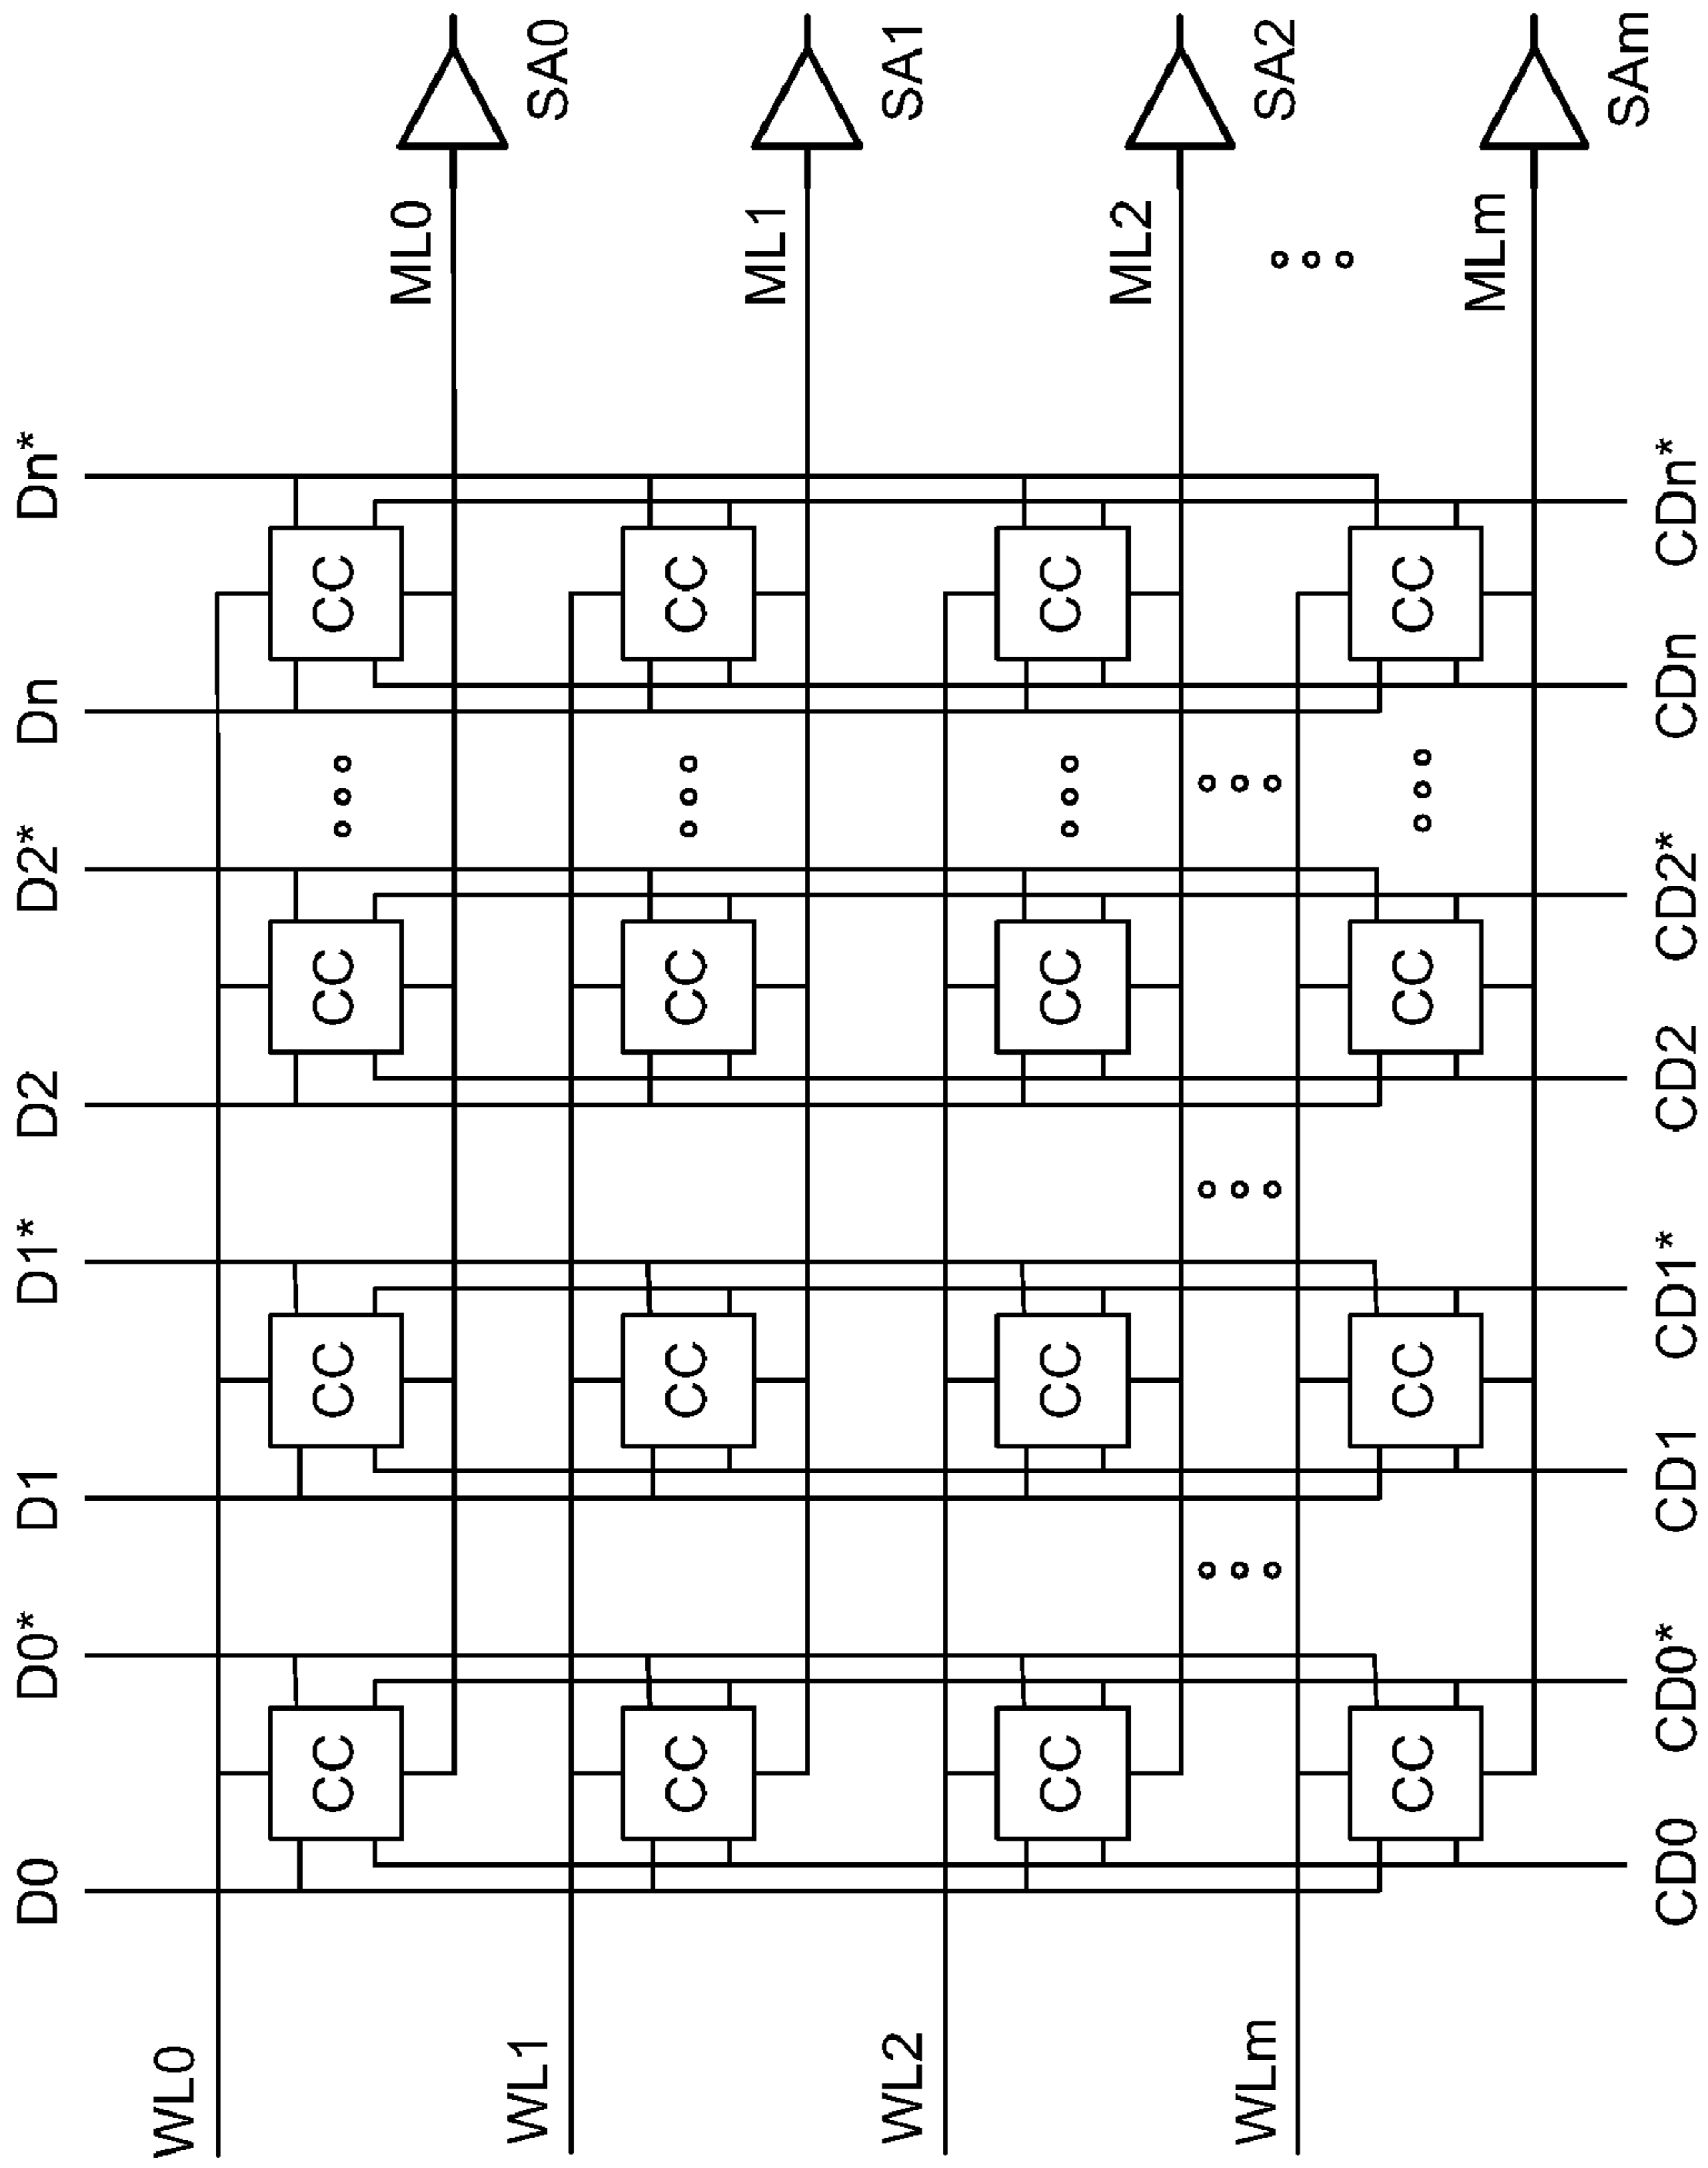 D0 D0* D1 D1* D2 D2* Dn Dn*
WL0
CC CC CC CC
ML0
SA0
WL1
CC CC CC CC
ML1
SA1
WL2
CC CC CC CC
ML2
SA2
WLm
CC CC CC CC
MLm
SAm
CD0 CD0* CD1 CD1* CD2 CD2* CDn CDn*